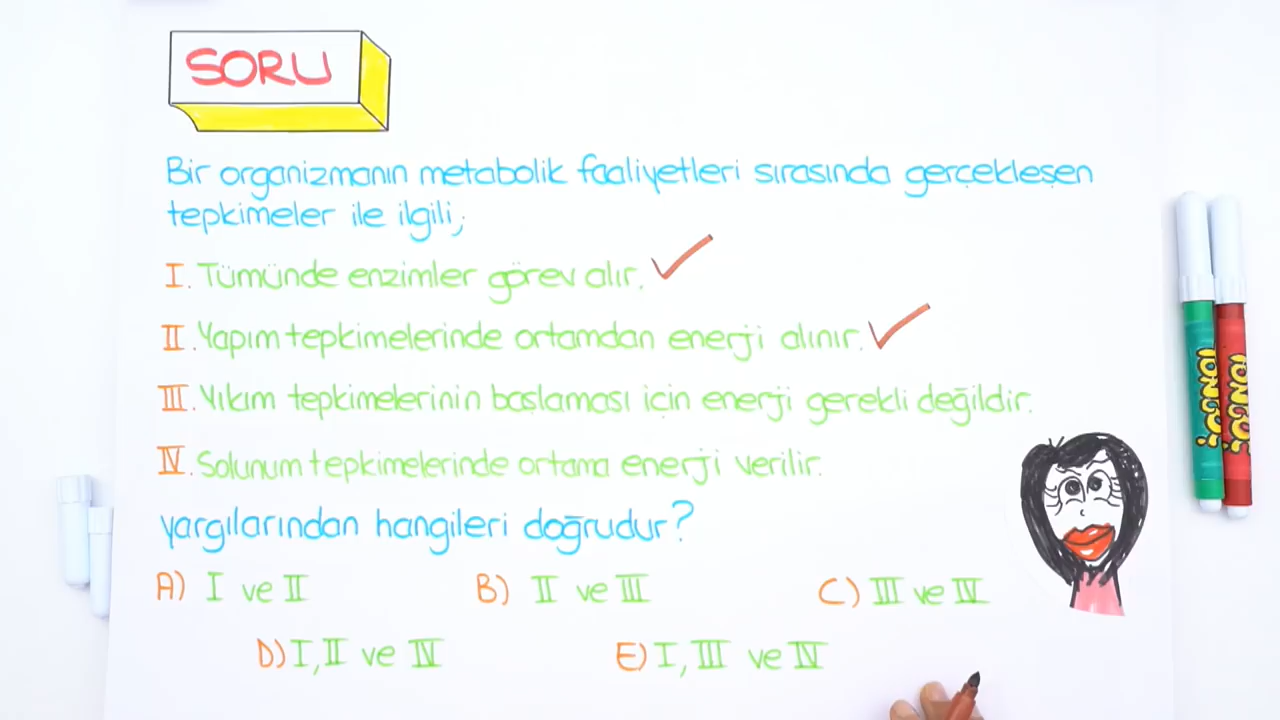 SORU
Bir organizmanın metabolik faaliyetleri sırasında gerçekleşen
tepkimeler ile ilgili;
I. Tümünde enzimler görev alır.
II. Yapım tepkimelerinde ortamdan enerji alınır.
III. Yıkım tepkimelerinin başlaması için enerji gerekli değildir.
IV. Solunum tepkimelerinde ortama enerji verilir.
yargılarından hangileri doğrudur?
A) I ve II
B) II ve III
C) III ve IV
D) I, II ve IV
E) I, III ve IV